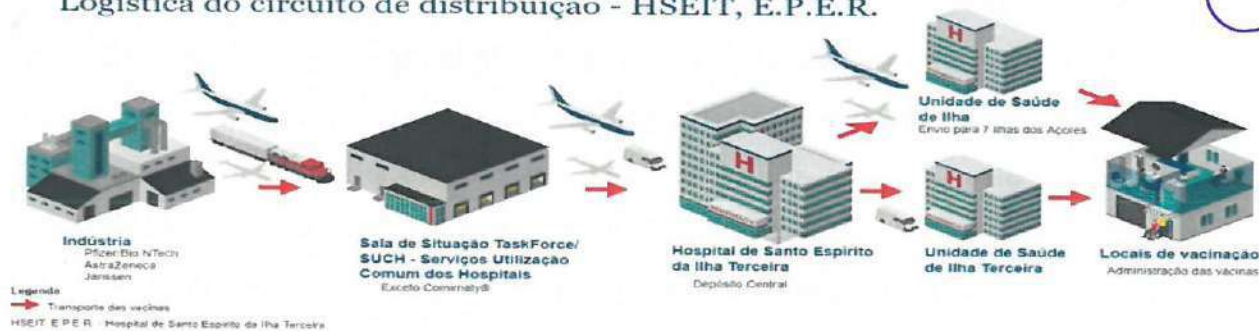 Logística do circuito de distribuição - HSEIT, E.P.E.R.
Unidade de Saúde
de Ilha
Envio para 7 ilhas dos Açores
Indústria
Pfizer Bio NTech
AstraZeneca
Janssen
Sala de Situação TaskForce/
SUCH - Serviços Utilização
Comum dos Hospitais
Exceto Comirnaty®
Hospital de Santo Espírito
da Ilha Terceira
Depósito Central
Unidade de Saúde
de Ilha Terceira
Locais de vacinação
Administração das vacinas
Legenda
Transporte das vacinas
HSEIT E.P.E.R. Hospital de Santo Espírito da Ilha Terceira